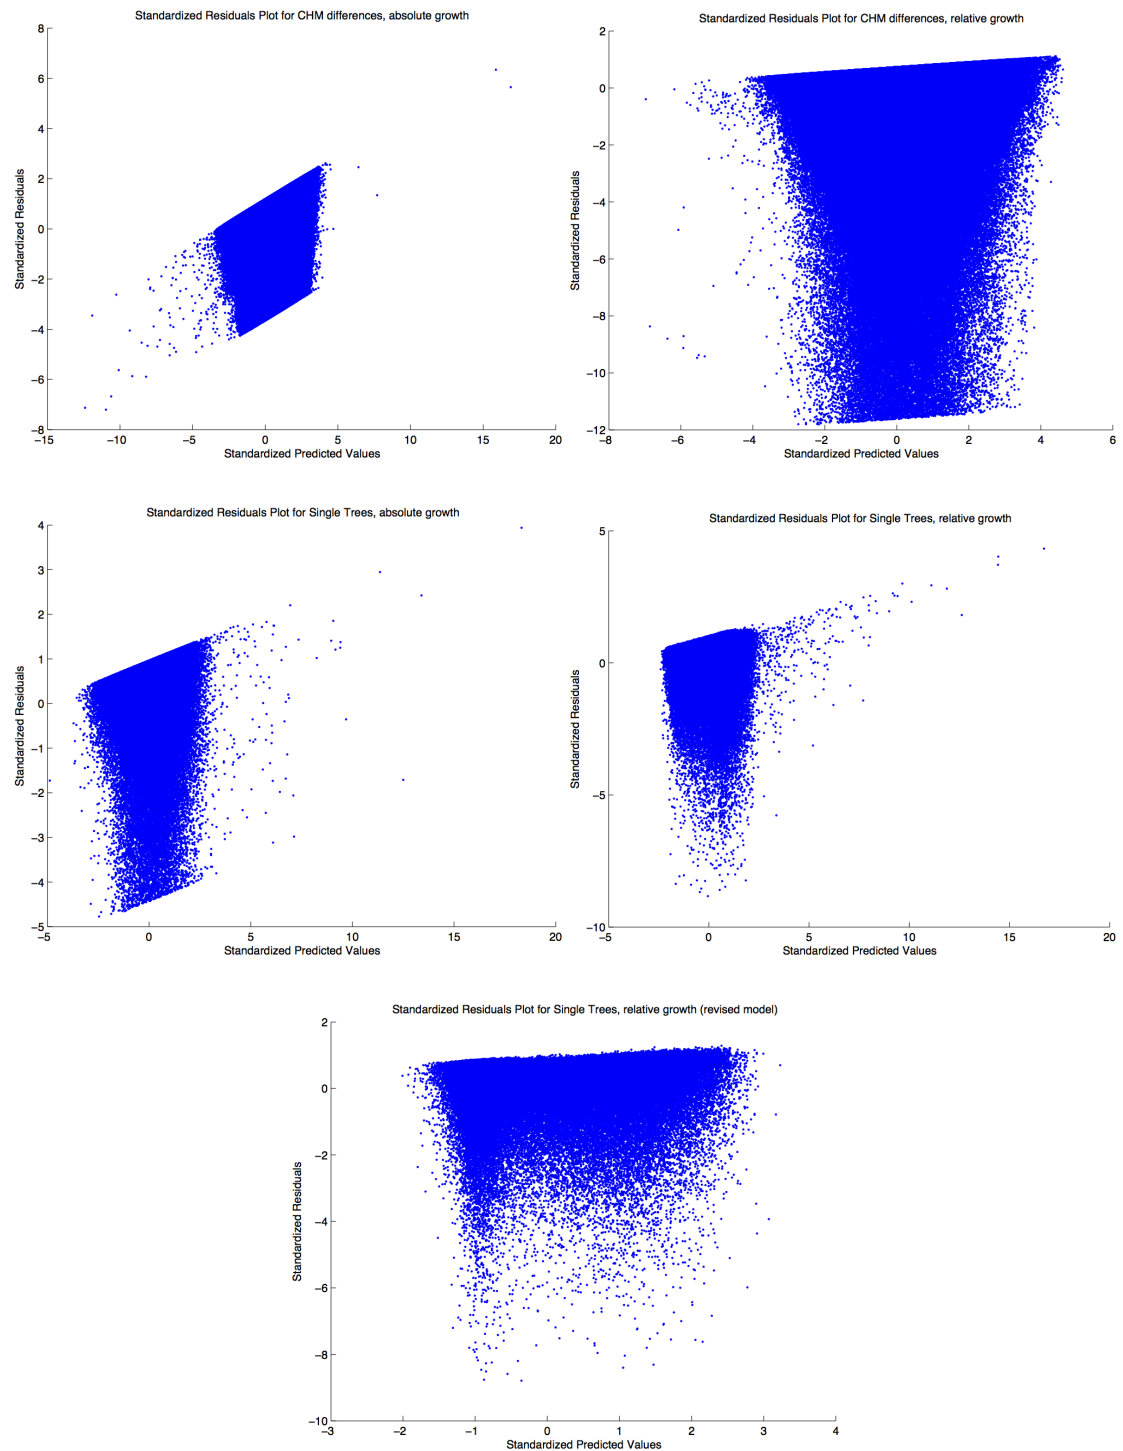 Standardized Residuals Plot for CHM differences, absolute growth
8
6
4
2
0
−2
−4
−6
−8
Standardized Residuals
−15 −10 −5 0 5 10 15 20
Standardized Predicted Values
Standardized Residuals Plot for CHM differences, relative growth
2
0
−2
−4
−6
−8
−10
−12
Standardized Residuals
−8 −6 −4 −2 0 2 4 6
Standardized Predicted Values
Standardized Residuals Plot for Single Trees, absolute growth
4
3
2
1
0
−1
−2
−3
−4
−5
Standardized Residuals
−5 0 5 10 15 20
Standardized Predicted Values
Standardized Residuals Plot for Single Trees, relative growth
5
0
−5
−10
Standardized Residuals
−5 0 5 10 15 20
Standardized Predicted Values
Standardized Residuals Plot for Single Trees, relative growth (revised model)
2
0
−2
−4
−6
−8
−10
Standardized Residuals
−3 −2 −1 0 1 2 3 4
Standardized Predicted Values